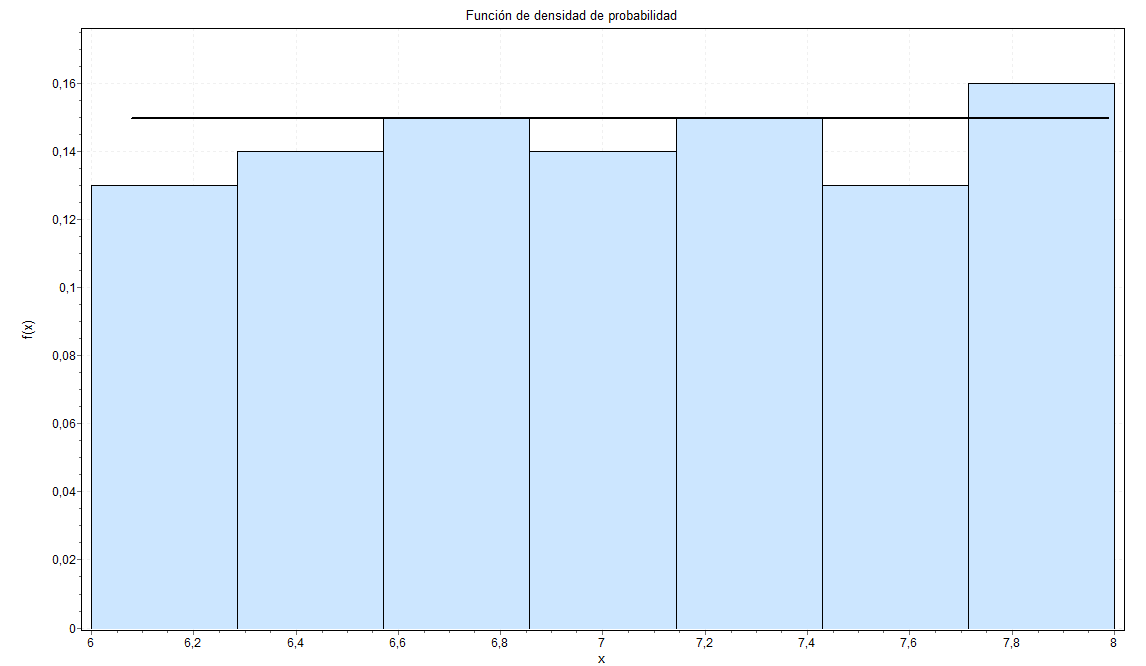 Función de densidad de probabilidad
f(x)
0,16
0,14
0,12
0,1
0,08
0,06
0,04
0,02
0
6 6,2 6,4 6,6 6,8 7 7,2 7,4 7,6 7,8 8
x